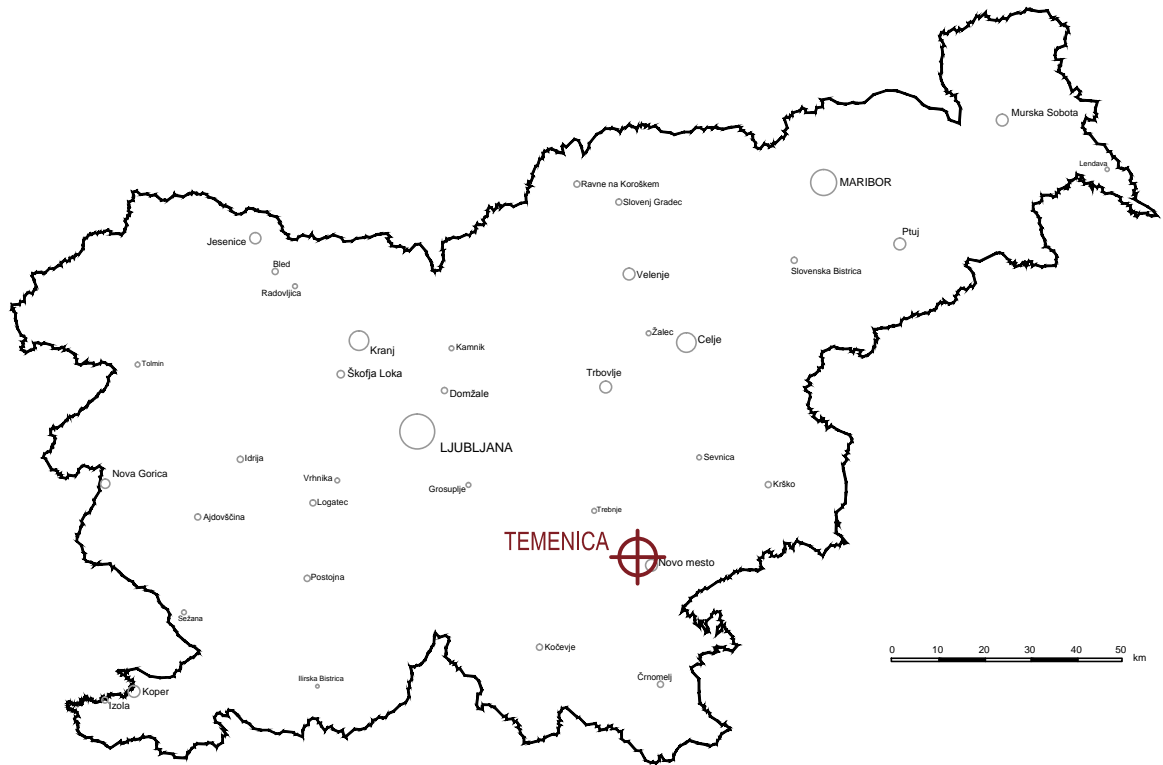 Murska Sobota
Lendava
Ravne na Koroškem
MARIBOR
Slovenj Gradec
Ptuj
Jesenice
Bled
Slovenska Bistrica
Velenje
Radovljica
Žalec
Celje
Kranj
Kamnik
Tolmin
Škofja Loka
Trbovlje
Domžale
LJUBLJANA
Sevnica
Idrija
Nova Gorica
Vrhnika
Grosuplje
Krško
Logatec
Trebnje
Ajdovščina
TEMENICA
Novo mesto
Postojna
Sežana
Kočevje
0 10 20 30 40 50 km
Črnomelj
Ilirska Bistrica
Koper
Izola